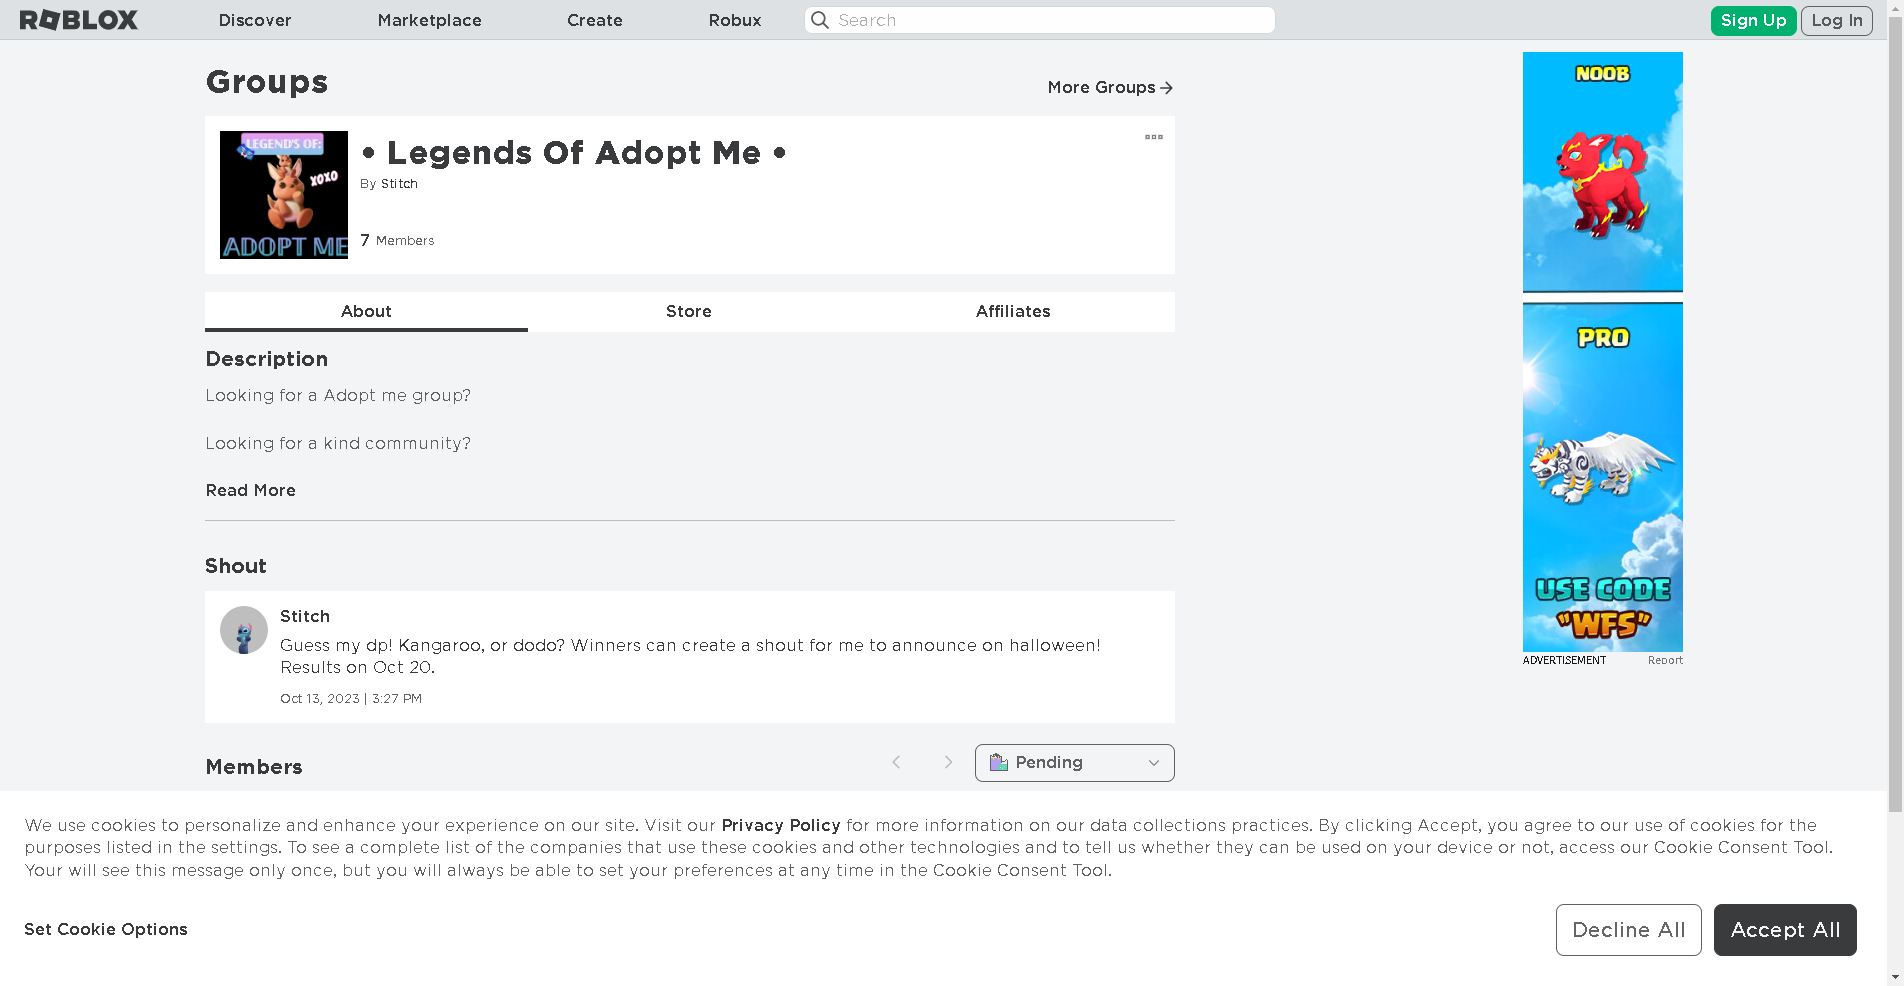 ROBLOX
Discover
Marketplace
Create
Robux
Search
Sign Up
Log In
Groups
More Groups
LEGEND'S OF:
XOXO
ADOPT ME
• Legends Of Adopt Me •
By Stitch
7 Members
About
Store
Affiliates
Description
Looking for a Adopt me group?
Looking for a kind community?
Read More
Shout
Stitch
Guess my dp! Kangaroo, or dodo? Winners can create a shout for me to announce on halloween!
Results on Oct 20.
Oct 13, 2023 | 3:27 PM
Members
Pending
NOOB
PRO
USE CODE
"WFS"
ADVERTISEMENT
Report
We use cookies to personalize and enhance your experience on our site. Visit our Privacy Policy for more information on our data collections practices. By clicking Accept, you agree to our use of cookies for the
purposes listed in the settings. To see a complete list of the companies that use these cookies and other technologies and to tell us whether they can be used on your device or not, access our Cookie Consent Tool.
Your will see this message only once, but you will always be able to set your preferences at any time in the Cookie Consent Tool.
Set Cookie Options
Decline All
Accept All